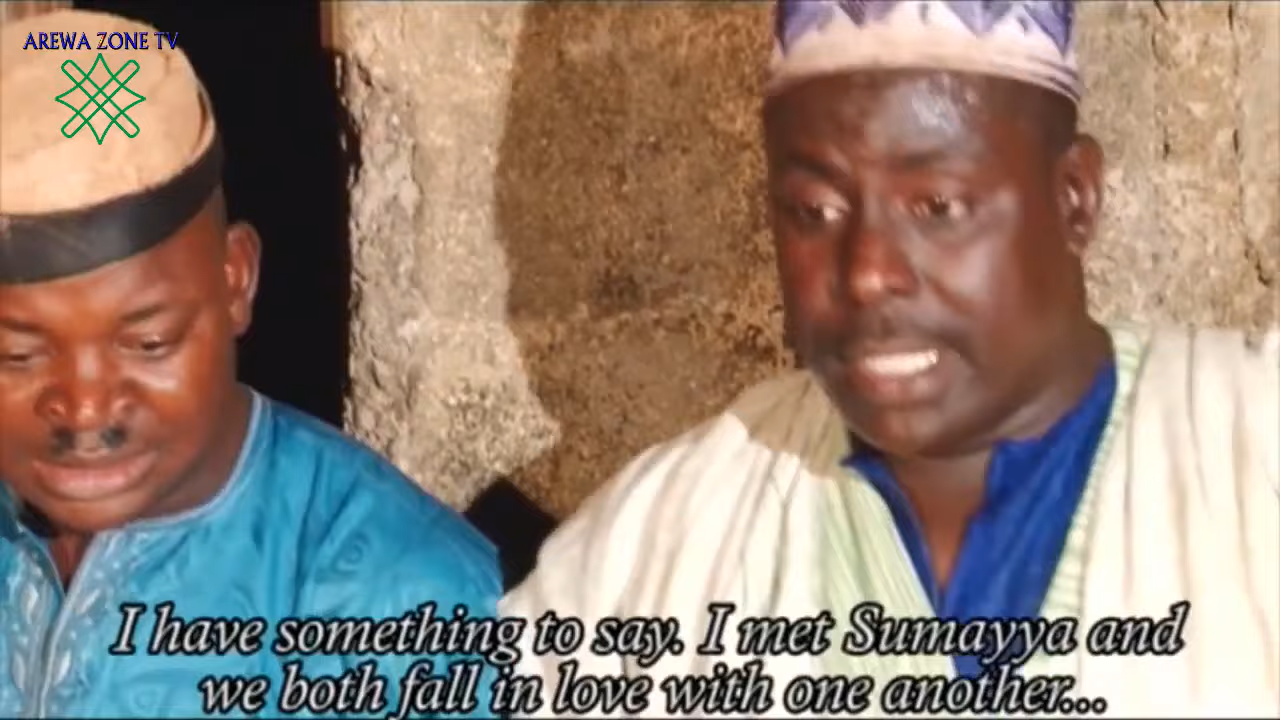 AREWA ZONE TV
I have something to say. I met Sumayya and
we both fall in love with one another...